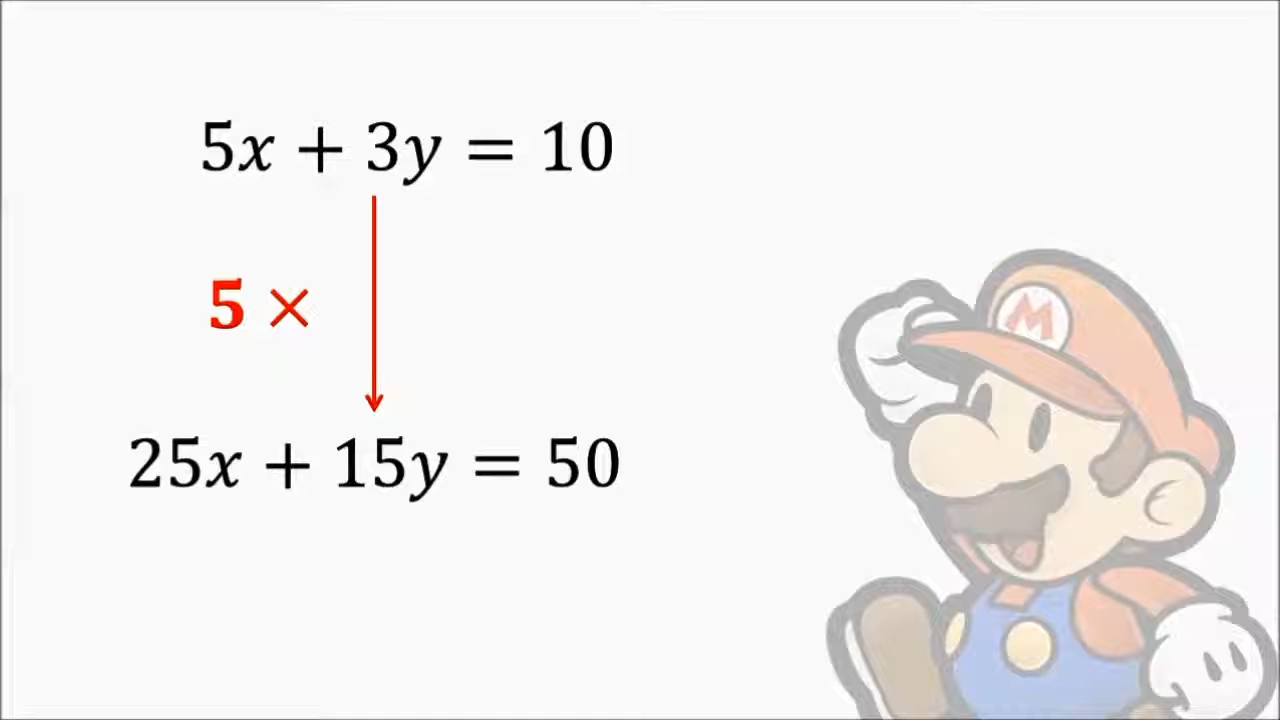 5x + 3y = 10
5 ×
25x + 15y = 50
M